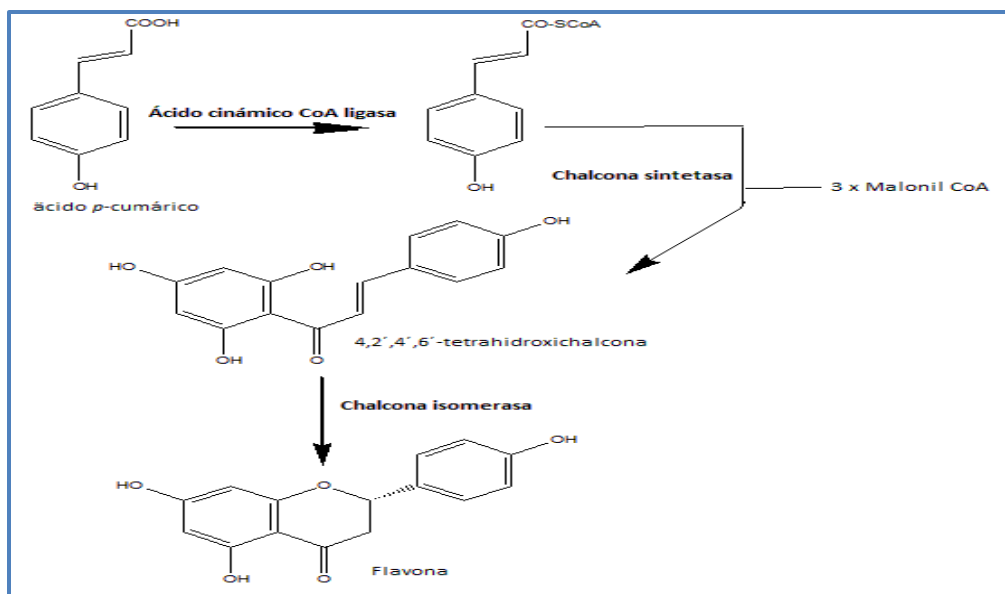 COOH
CO-SCoA
Ácido cinámico CoA ligasa
OH
OH
äcido p-cumárico
Chalcona sintetasa
3 x Malonil CoA
OH
HO
OH
OH
O
4,2´,4´,6´-tetrahidroxichalcona
Chalcona isomerasa
OH
HO
O
OH
O
Flavona